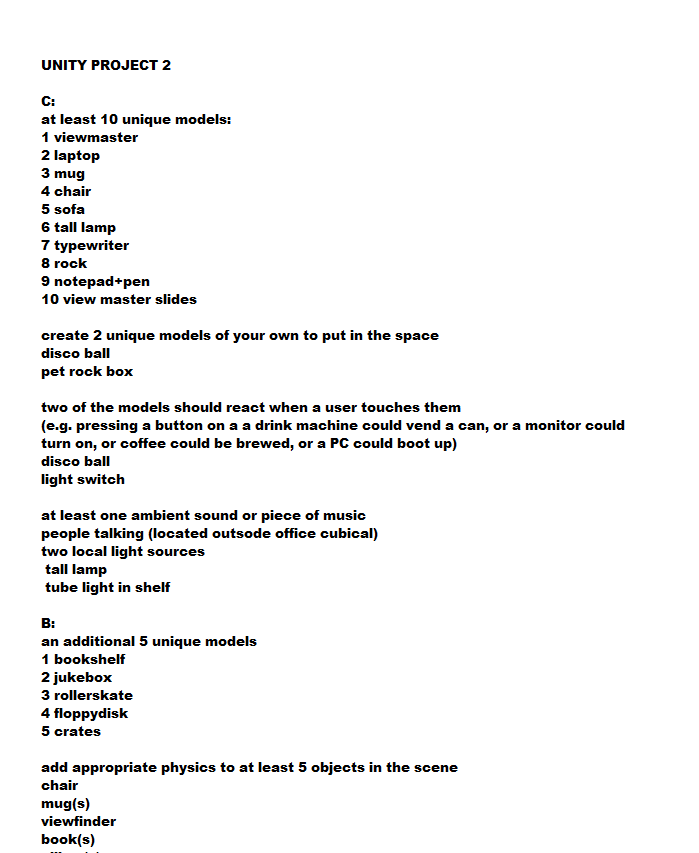 UNITY PROJECT 2
C:
at least 10 unique models:
1 viewmaster
2 laptop
3 mug
4 chair
5 sofa
6 tall lamp
7 typewriter
8 rock
9 notepad+pen
10 view master slides
create 2 unique models of your own to put in the space
disco ball
pet rock box
two of the models should react when a user touches them
(e.g. pressing a button on a a drink machine could vend a can, or a monitor could
turn on, or coffee could be brewed, or a PC could boot up)
disco ball
light switch
at least one ambient sound or piece of music
people talking (located outsode office cubical)
two local light sources
tall lamp
tube light in shelf
B:
an additional 5 unique models
1 bookshelf
2 jukebox
3 rollerskate
4 floppydisk
5 crates
add appropriate physics to at least 5 objects in the scene
chair
mug(s)
viewfinder
book(s)